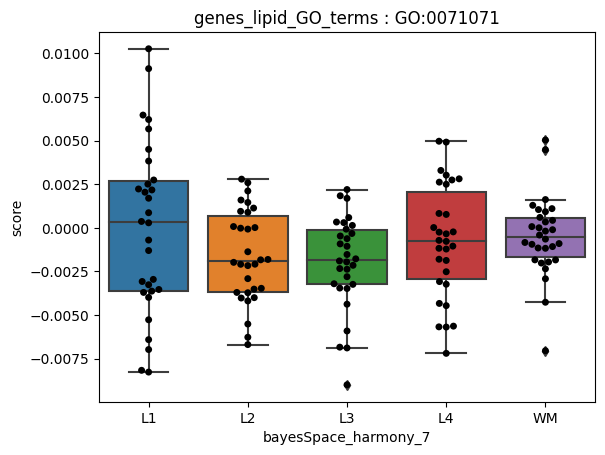 genes_lipid_GO_terms : GO:0071071
0.0100
0.0075
0.0050
0.0025
0.0000
−0.0025
−0.0050
−0.0075
score
L1 L2 L3 L4 WM
bayesSpace_harmony_7